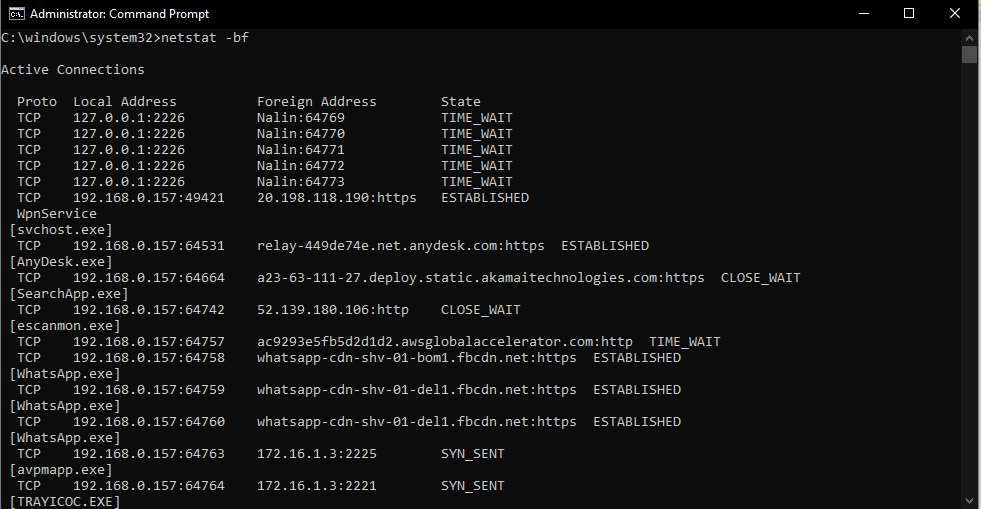 Administrator: Command Prompt
C:\windows\system32>netstat -bf
Active Connections
Proto Local Address Foreign Address State
TCP 127.0.0.1:2226 Nalin:64769 TIME_WAIT
TCP 127.0.0.1:2226 Nalin:64770 TIME_WAIT
TCP 127.0.0.1:2226 Nalin:64771 TIME_WAIT
TCP 127.0.0.1:2226 Nalin:64772 TIME_WAIT
TCP 127.0.0.1:2226 Nalin:64773 TIME_WAIT
TCP 192.168.0.157:49421 20.198.118.190:https ESTABLISHED
WpnService
[svchost.exe]
TCP 192.168.0.157:64531 relay-449de74e.net.anydesk.com:https ESTABLISHED
[AnyDesk.exe]
TCP 192.168.0.157:64664 a23-63-111-27.deploy.static.akamaitechnologies.com:https CLOSE_WAIT
[SearchApp.exe]
TCP 192.168.0.157:64742 52.139.180.106:http CLOSE_WAIT
[escanmon.exe]
TCP 192.168.0.157:64757 ac9293e5fb5d2d1d2.awsglobalaccelerator.com:http TIME_WAIT
TCP 192.168.0.157:64758 whatsapp-cdn-shv-01-bom1.fbcdn.net:https ESTABLISHED
[WhatsApp.exe]
TCP 192.168.0.157:64759 whatsapp-cdn-shv-01-del1.fbcdn.net:https ESTABLISHED
[WhatsApp.exe]
TCP 192.168.0.157:64760 whatsapp-cdn-shv-01-del1.fbcdn.net:https ESTABLISHED
[WhatsApp.exe]
TCP 192.168.0.157:64763 172.16.1.3:2225 SYN_SENT
[avpmapp.exe]
TCP 192.168.0.157:64764 172.16.1.3:2221 SYN_SENT
[TRAYICOC.EXE]